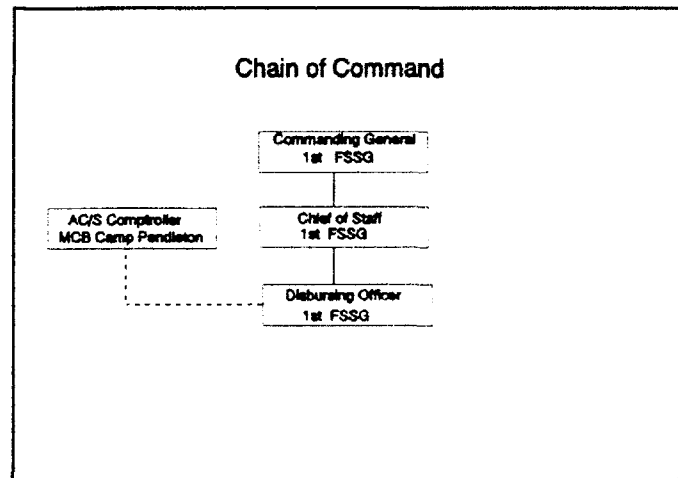 Chain of Command
Commanding General
1st FSSG
AC/S Comptroller
MCB Camp Pendleton
Chief of Staff
1st FSSG
Disbursing Officer
1st FSSG